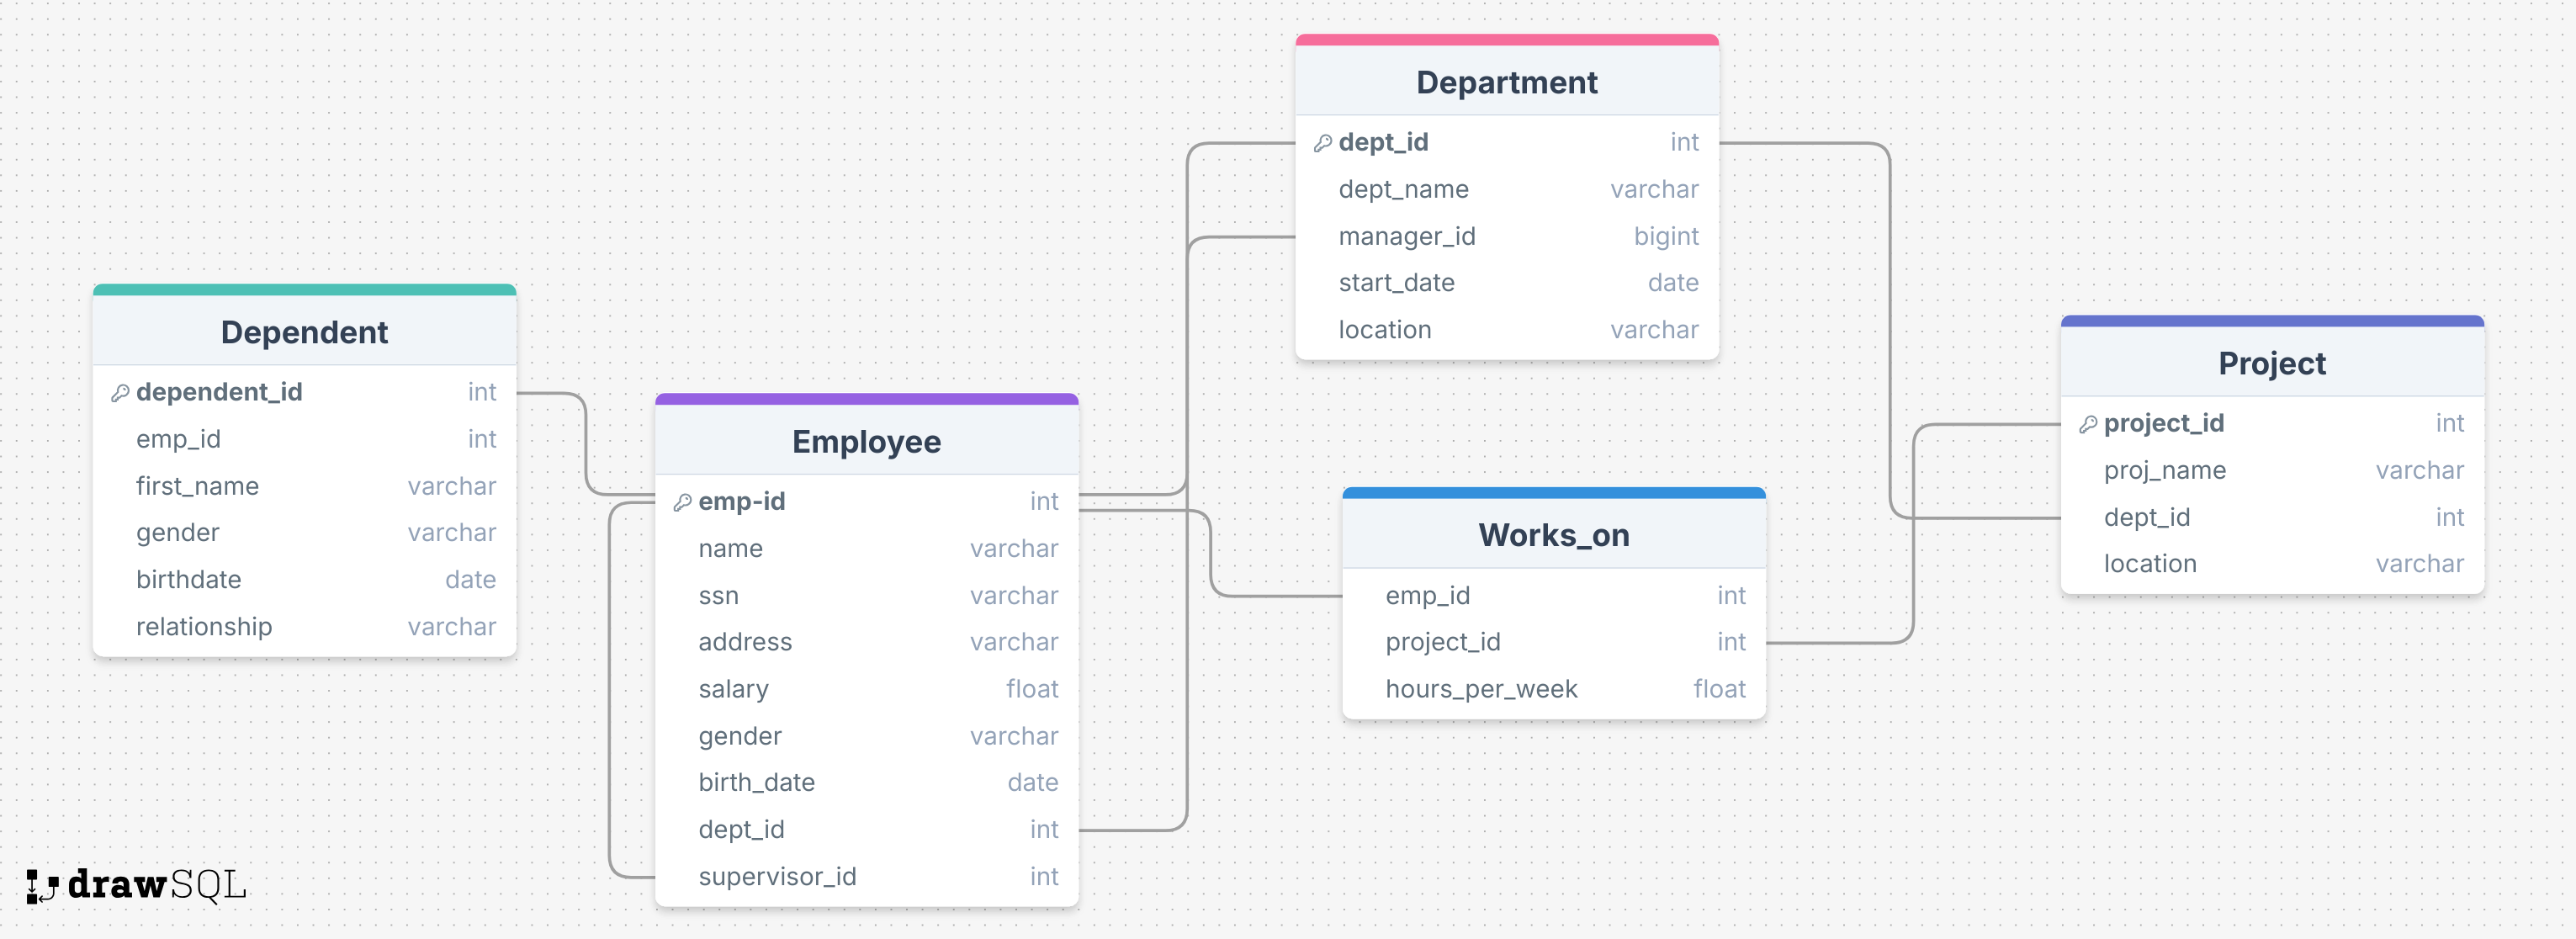 Department
dept_id int
dept_name varchar
manager_id bigint
start_date date
location varchar
Dependent
dependent_id int
emp_id int
first_name varchar
gender varchar
birthdate date
relationship varchar
Employee
emp-id int
name varchar
ssn varchar
address varchar
salary float
gender varchar
birth_date date
dept_id int
supervisor_id int
Works_on
emp_id int
project_id int
hours_per_week float
Project
project_id int
proj_name varchar
dept_id int
location varchar
drawSQL